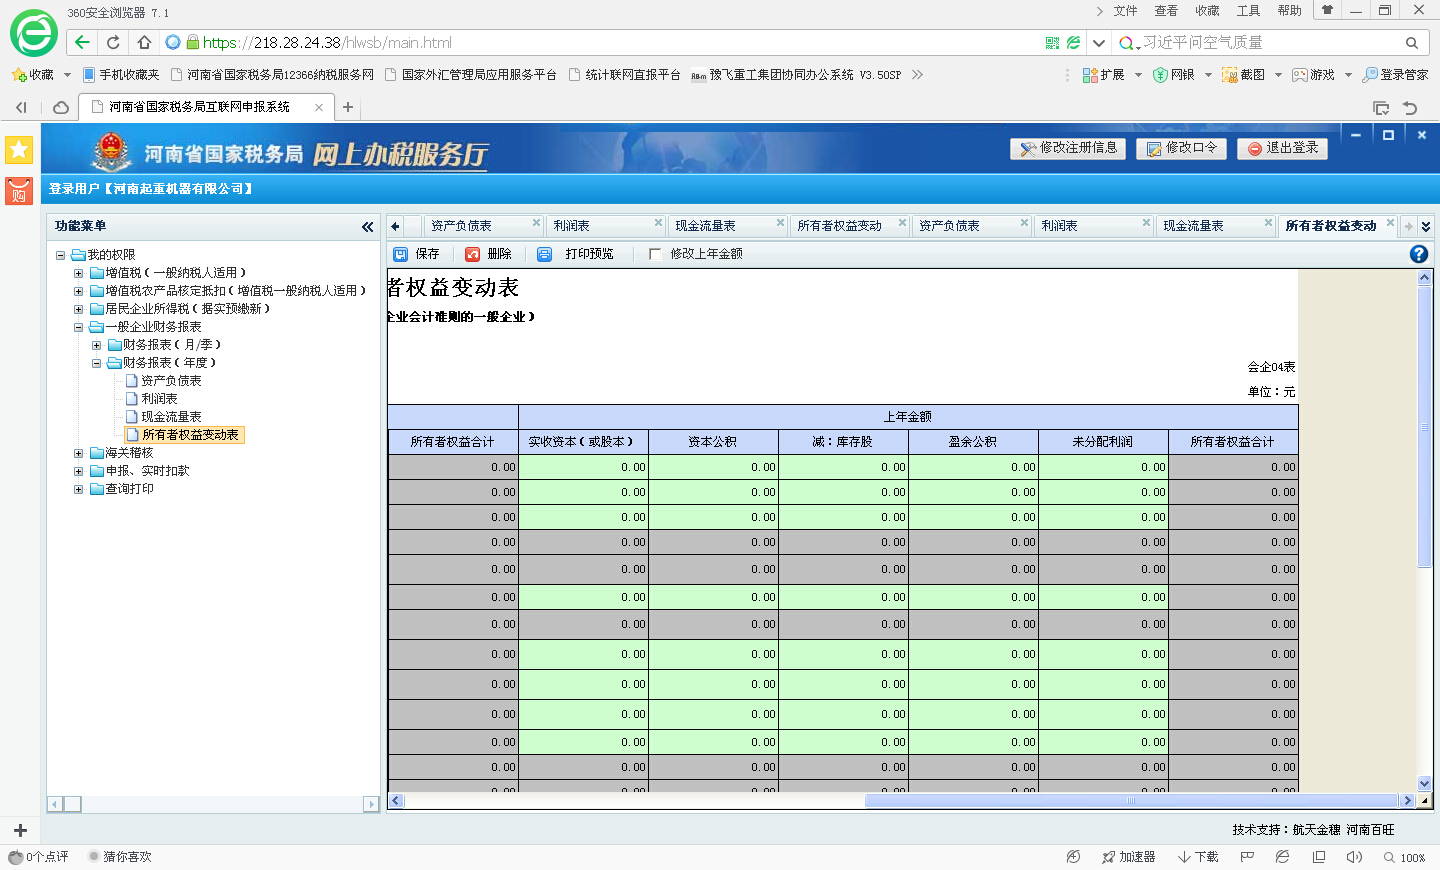 360安全浏览器 7.1
文件 查看 收藏 工具 帮助
https://218.28.24.38/hlwsb/main.html
习近平问空气质量
收藏 手机收藏夹 河南省国家税务局12366纳税服务网 国家外汇管理局应用服务平台 统计联网直报平台 豫飞重工集团协同办公系统 V3.50SP
扩展 网银 截图 游戏 登录管家
河南省国家税务局互联网申报系统
河南省国家税务局 网上办税服务厅
修改注册信息 修改口令 退出登录
购
登录用户【河南起重机器有限公司】
功能菜单
资产负债表 利润表 现金流量表 所有者权益变动 资产负债表 利润表 现金流量表 所有者权益变动
保存 删除 打印预览 修改上年金额
我的权限
增值税(一般纳税人适用)
增值税农产品核定抵扣(增值税一般纳税人适用)
居民企业所得税(据实预缴新)
一般企业财务报表
财务报表(月/季)
财务报表(年度)
资产负债表
利润表
现金流量表
所有者权益变动表
海关稽核
申报、实时扣款
查询打印
者权益变动表
企业会计准则的一般企业)
会企04表
单位：元
上年金额
所有者权益合计 实收资本(或股本) 资本公积 减：库存股 盈余公积 未分配利润 所有者权益合计
0.00 0.00 0.00 0.00 0.00 0.00 0.00
0.00 0.00 0.00 0.00 0.00 0.00 0.00
0.00 0.00 0.00 0.00 0.00 0.00 0.00
0.00 0.00 0.00 0.00 0.00 0.00 0.00
0.00 0.00 0.00 0.00 0.00 0.00 0.00
0.00 0.00 0.00 0.00 0.00 0.00 0.00
0.00 0.00 0.00 0.00 0.00 0.00 0.00
0.00 0.00 0.00 0.00 0.00 0.00 0.00
0.00 0.00 0.00 0.00 0.00 0.00 0.00
0.00 0.00 0.00 0.00 0.00 0.00 0.00
0.00 0.00 0.00 0.00 0.00 0.00 0.00
0.00 0.00 0.00 0.00 0.00 0.00 0.00
0.00 0.00 0.00 0.00 0.00 0.00 0.00
技术支持：航天金穗 河南百旺
0个点评 猜你喜欢
加速器 下载 100%